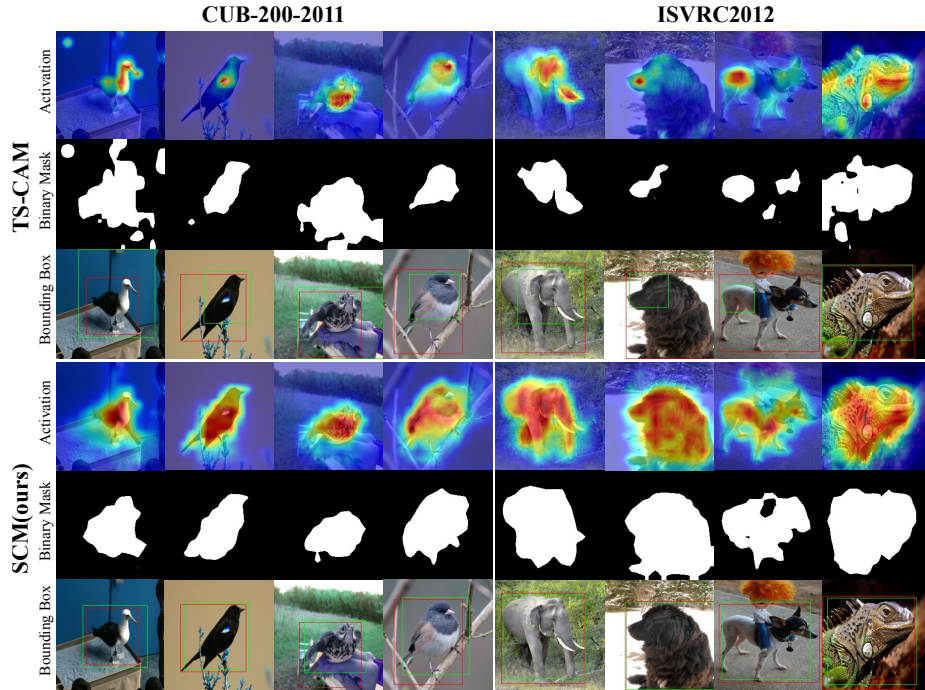 CUB-200-2011
ISVRC2012
TS-CAM
Activation
Binary Mask
Bounding Box
SCM(ours)
Activation
Binary Mask
Bounding Box